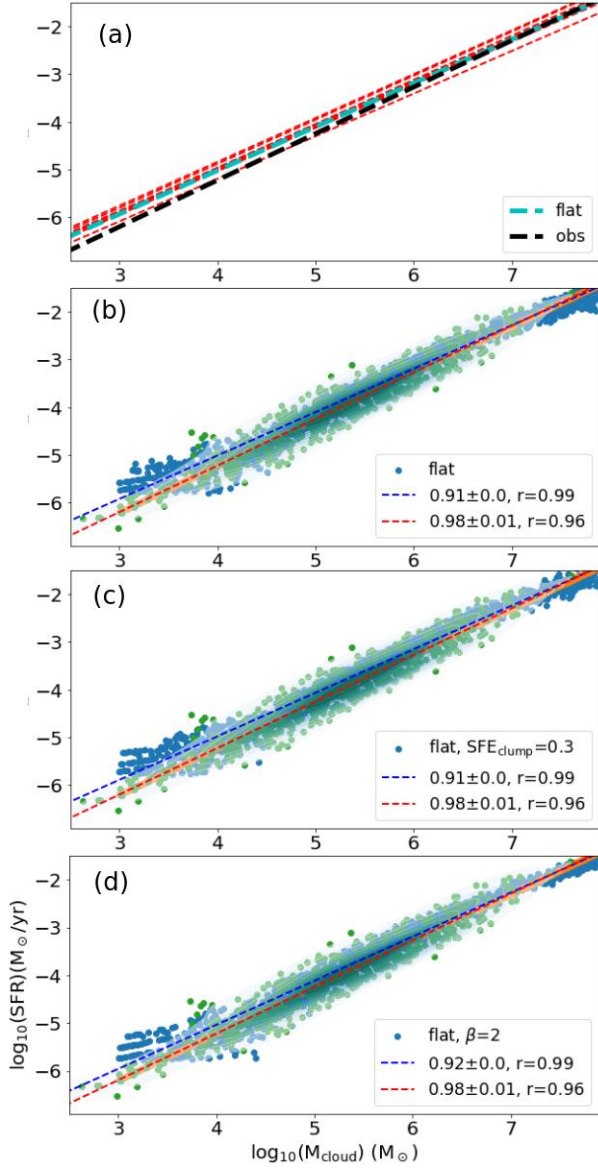 (a)
−2
−3
−4
−5
−6
flat
obs
3 4 5 6 7
(b)
−2
−3
−4
−5
−6
flat
0.91±0.0, r=0.99
0.98±0.01, r=0.96
3 4 5 6 7
(c)
−2
−3
−4
−5
−6
flat, SFE_clump=0.3
0.91±0.0, r=0.99
0.98±0.01, r=0.96
3 4 5 6 7
(d)
−2
−3
−4
−5
−6
log₁₀(SFR)(M⊙/yr)
flat, β=2
0.92±0.0, r=0.99
0.98±0.01, r=0.96
3 4 5 6 7
log₁₀(M_cloud) (M⊙)